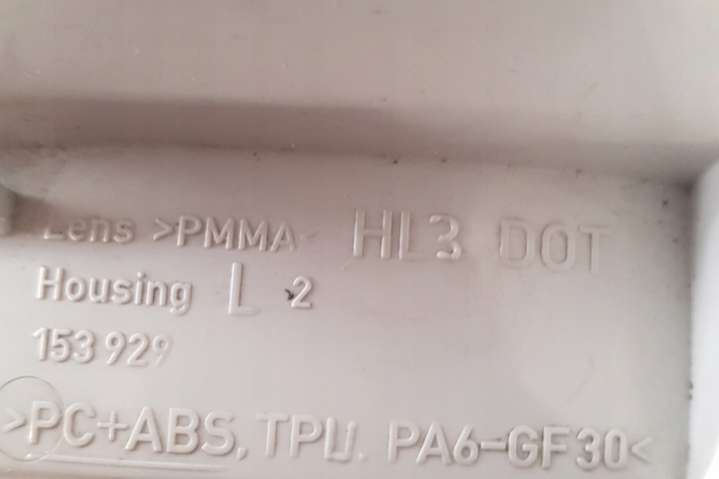 Lens >PMMA< HL3 DOT
Housing L 2
153 929
>PC+ABS, TPU. PA6-GF30<